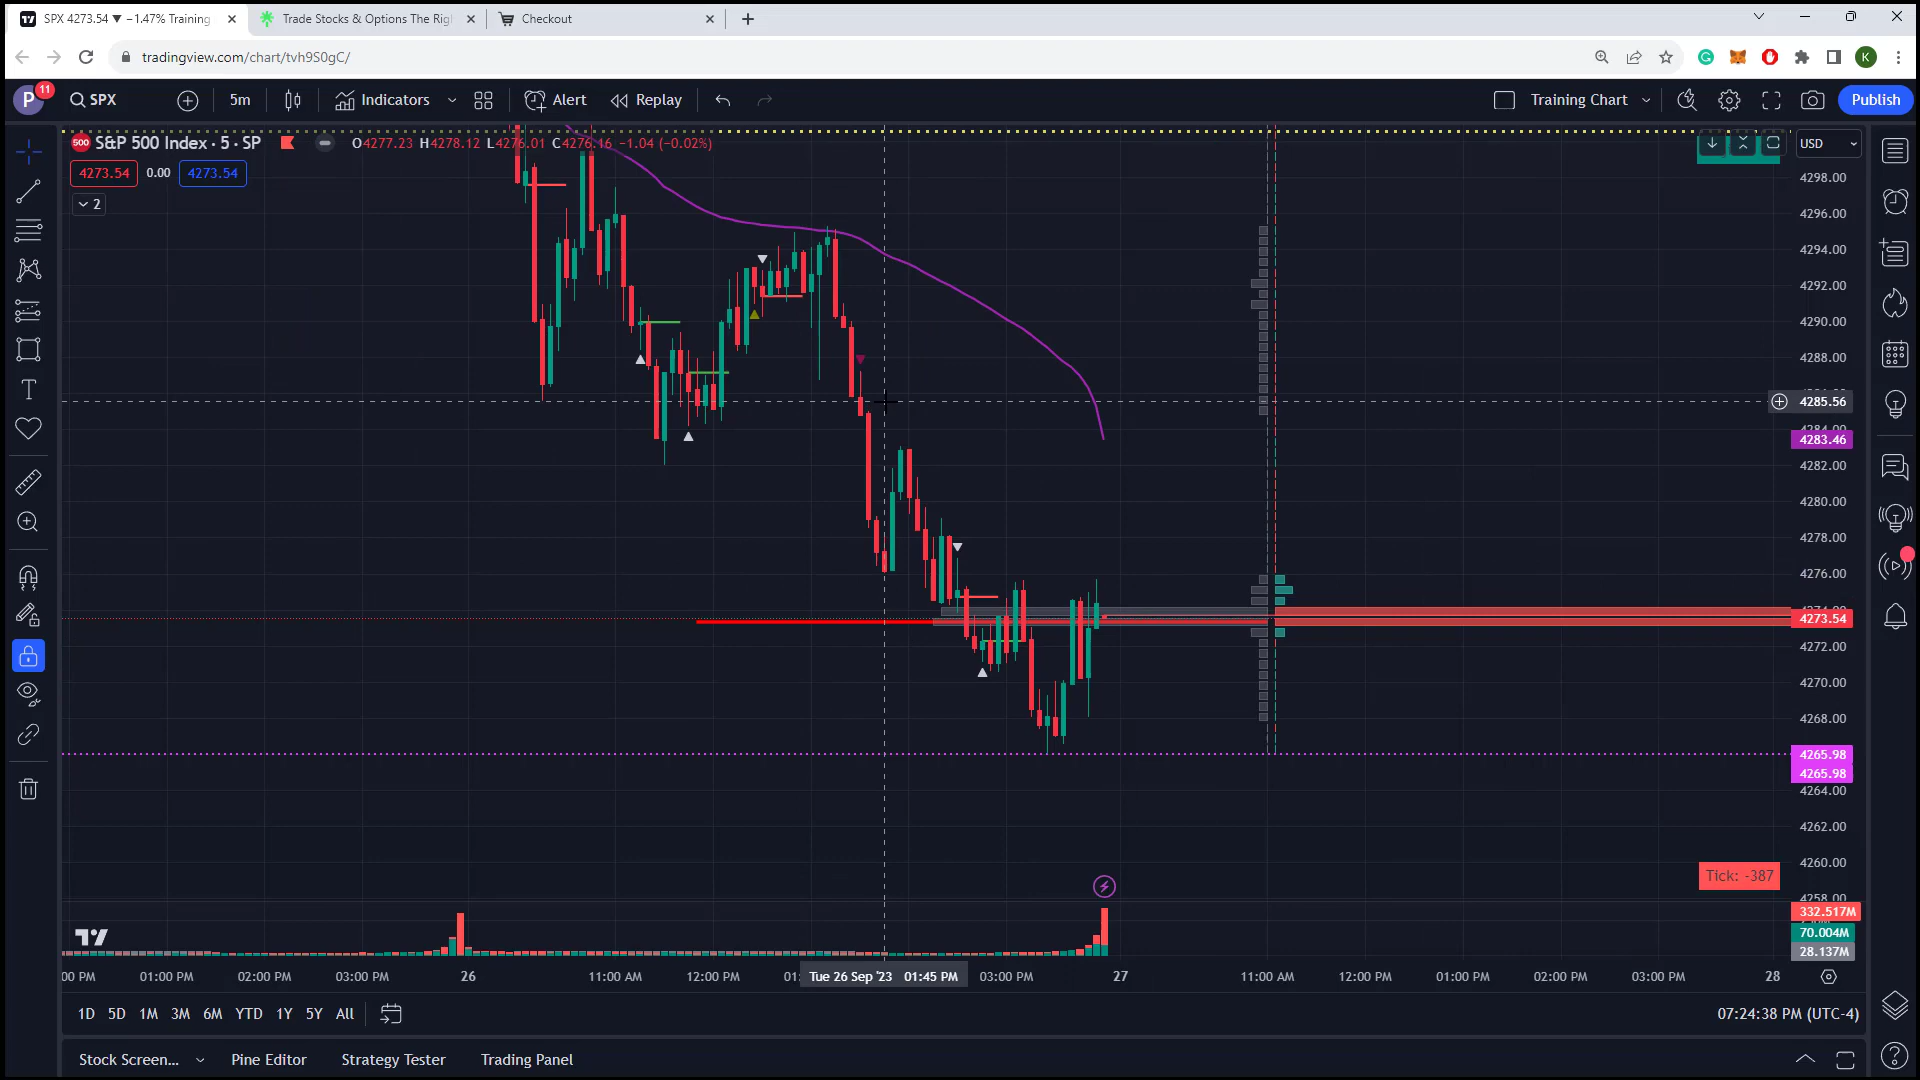 SPX 4273.54 ▼ −1.47% Training
Trade Stocks & Options The Rig
Checkout
tradingview.com/chart/tvh9S0gC/
K
P
11
SPX
5m
Indicators
Alert
Replay
Training Chart
Publish
500
S&P 500 Index · 5 · SP
O4277.23 H4278.12 L4276.01 C4276.16 −1.04 (−0.02%)
USD
4273.54
0.00
4273.54
2
4298.00
4296.00
4294.00
4292.00
4290.00
4288.00
4285.56
4284.00
4283.46
4282.00
4280.00
4278.00
4276.00
4273.54
4272.00
4270.00
4268.00
4265.98
4265.98
4264.00
4262.00
4260.00
Tick: -387
4258.00
332.517M
70.004M
28.137M
00 PM
01:00 PM
02:00 PM
03:00 PM
26
11:00 AM
12:00 PM
Tue 26 Sep '23 01:45 PM
03:00 PM
27
11:00 AM
12:00 PM
01:00 PM
02:00 PM
03:00 PM
28
1D
5D
1M
3M
6M
YTD
1Y
5Y
All
07:24:38 PM (UTC-4)
Stock Screen...
Pine Editor
Strategy Tester
Trading Panel